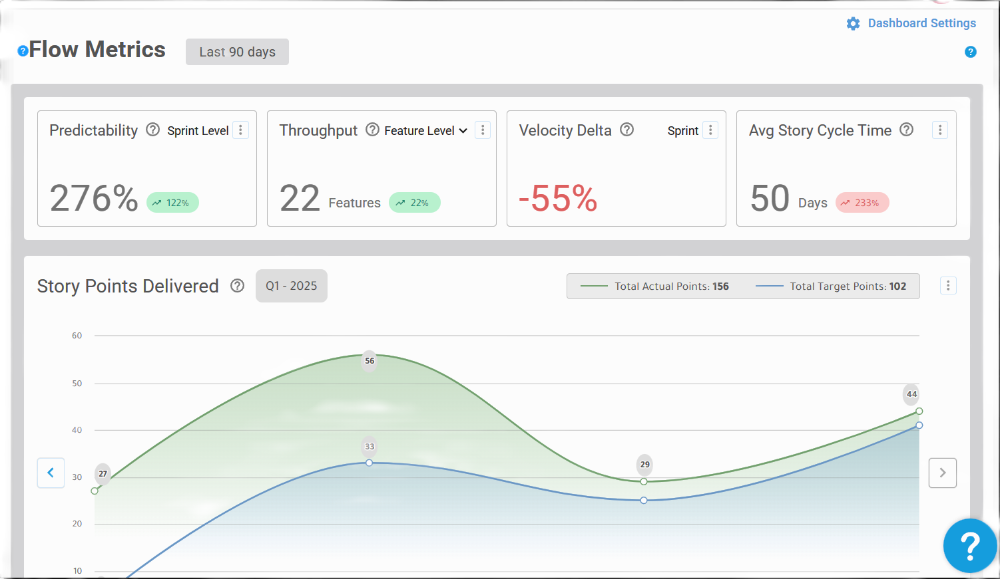 Dashboard Settings
Flow Metrics
Last 90 days
Predictability
Sprint Level
Throughput
Feature Level
Velocity Delta
Sprint
Avg Story Cycle Time
276%
122%
22 Features
22%
-55%
50 Days
233%
Story Points Delivered
Q1 - 2025
Total Actual Points: 156
Total Target Points: 102
60
56
50
44
40
33
27
29
30
20
10